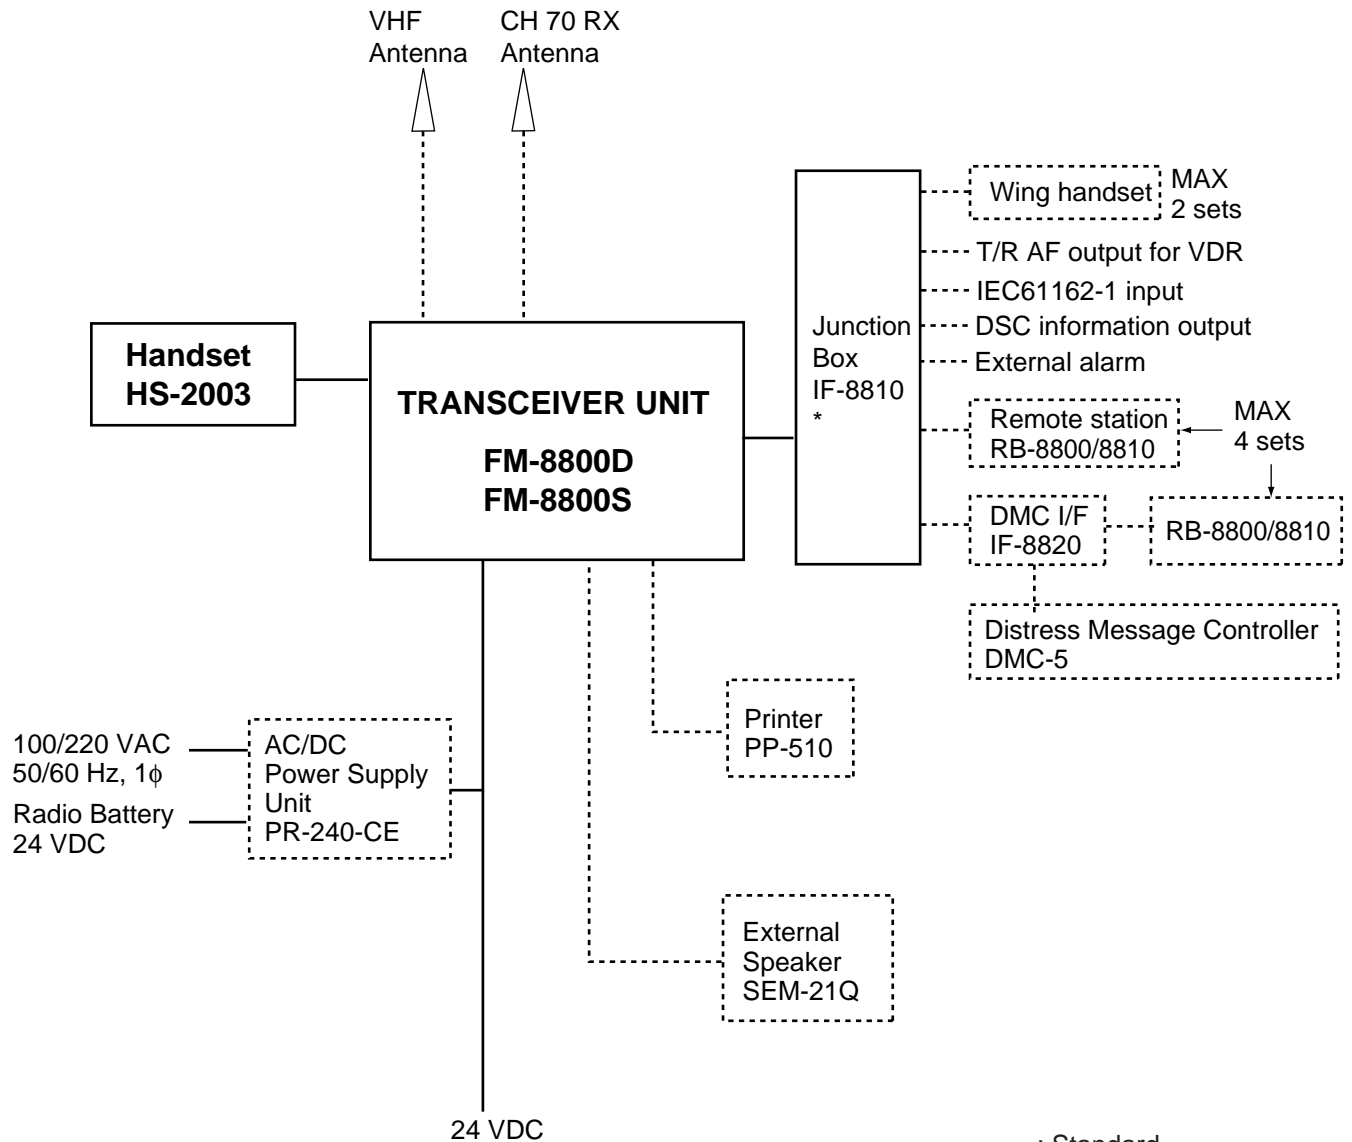 VHF
Antenna
CH 70 RX
Antenna
Handset
HS-2003
TRANSCEIVER UNIT
FM-8800D
FM-8800S
Junction
Box
IF-8810
*
Wing handset
MAX
2 sets
T/R AF output for VDR
IEC61162-1 input
DSC information output
External alarm
Remote station
RB-8800/8810
MAX
4 sets
DMC I/F
IF-8820
RB-8800/8810
Distress Message Controller
DMC-5
Printer
PP-510
100/220 VAC
50/60 Hz, 1ϕ
Radio Battery
24 VDC
AC/DC
Power Supply
Unit
PR-240-CE
External
Speaker
SEM-21Q
24 VDC
: Standard